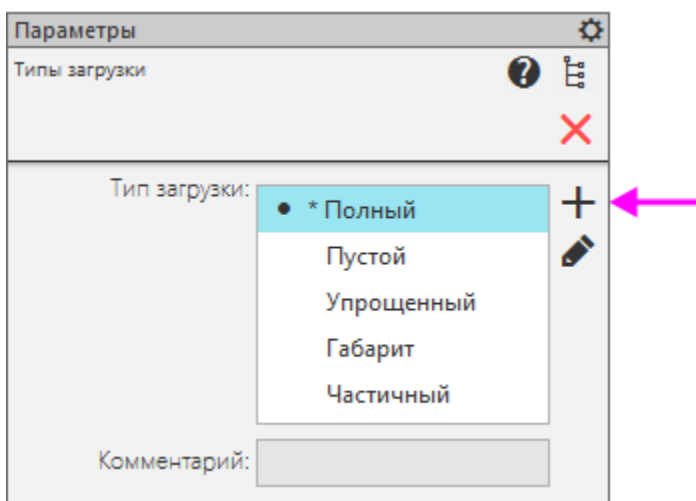 Параметры
Типы загрузки
Тип загрузки:
* Полный
Пустой
Упрощенный
Габарит
Частичный
Комментарий: